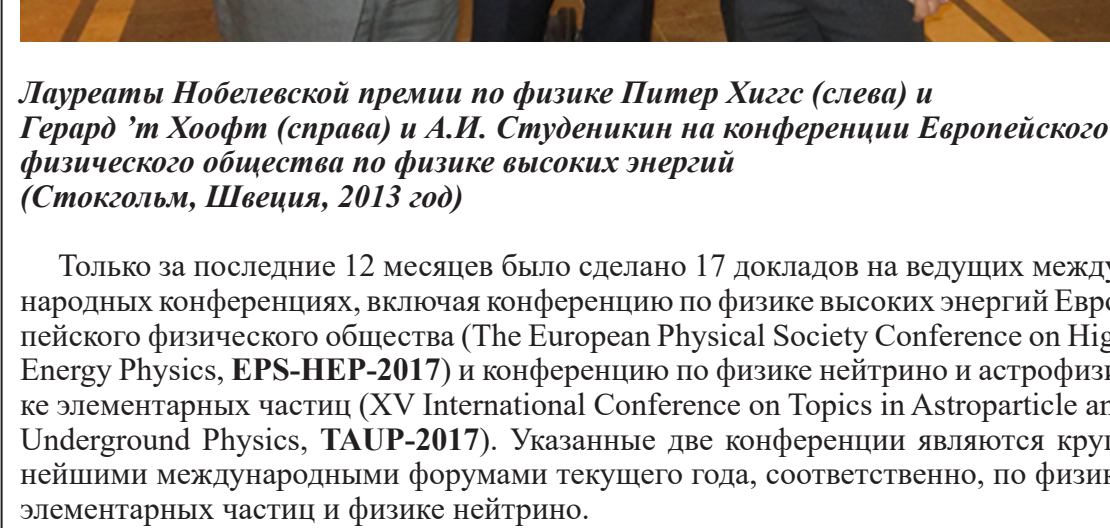 Лауреаты Нобелевской премии по физике Питер Хиггс (слева) и
Герард ’т Хоофт (справа) и А.И. Студеникин на конференции Европейского
физического общества по физике высоких энергий
(Стокгольм, Швеция, 2013 год)
Только за последние 12 месяцев было сделано 17 докладов на ведущих между
народных конференциях, включая конференцию по физике высоких энергий Евро
пейского физического общества (The European Physical Society Conference on Hig
Energy Physics, EPS-HEP-2017) и конференцию по физике нейтрино и астрофизи
ке элементарных частиц (XV International Conference on Topics in Astroparticle an
Underground Physics, TAUP-2017). Указанные две конференции являются круп
нейшими международными форумами текущего года, соответственно, по физик
элементарных частиц и физике нейтрино.